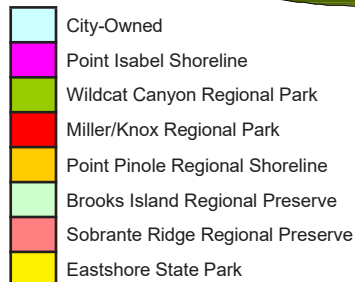 City-Owned
Point Isabel Shoreline
Wildcat Canyon Regional Park
Miller/Knox Regional Park
Point Pinole Regional Shoreline
Brooks Island Regional Preserve
Sobrante Ridge Regional Preserve
Eastshore State Park